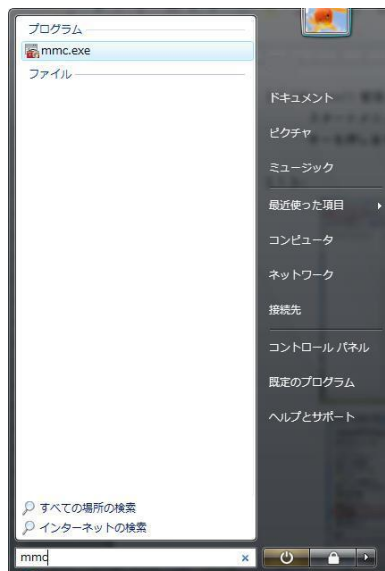 プログラム
mmc.exe
ファイル
すべての場所の検索
インターネットの検索
mmc
ドキュメント
ピクチャ
ミュージック
最近使った項目
コンピュータ
ネットワーク
接続先
コントロール パネル
既定のプログラム
ヘルプとサポート